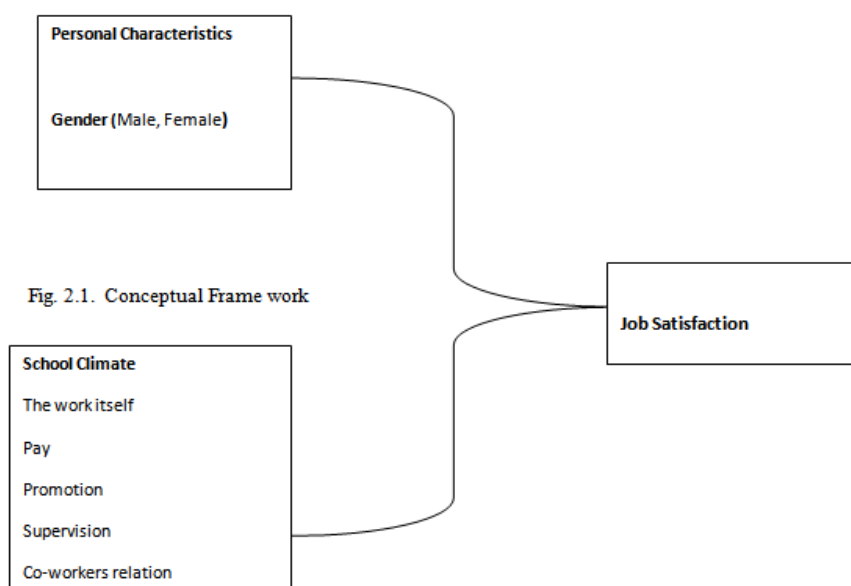 Personal Characteristics
Gender (Male, Female)
Fig. 2.1. Conceptual Frame work
Job Satisfaction
School Climate
The work itself
Pay
Promotion
Supervision
Co-workers relation